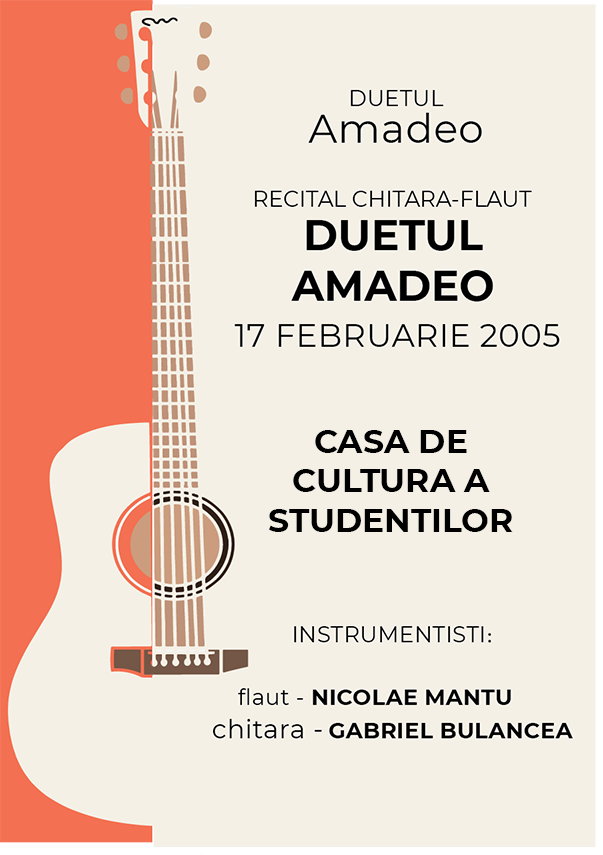 DUETUL
Amadeo
RECITAL CHITARA-FLAUT
DUETUL
AMADEO
17 FEBRUARIE 2005
CASA DE
CULTURA A
STUDENTILOR
INSTRUMENTISTI:
flaut - NICOLAE MANTU
chitara - GABRIEL BULANCEA